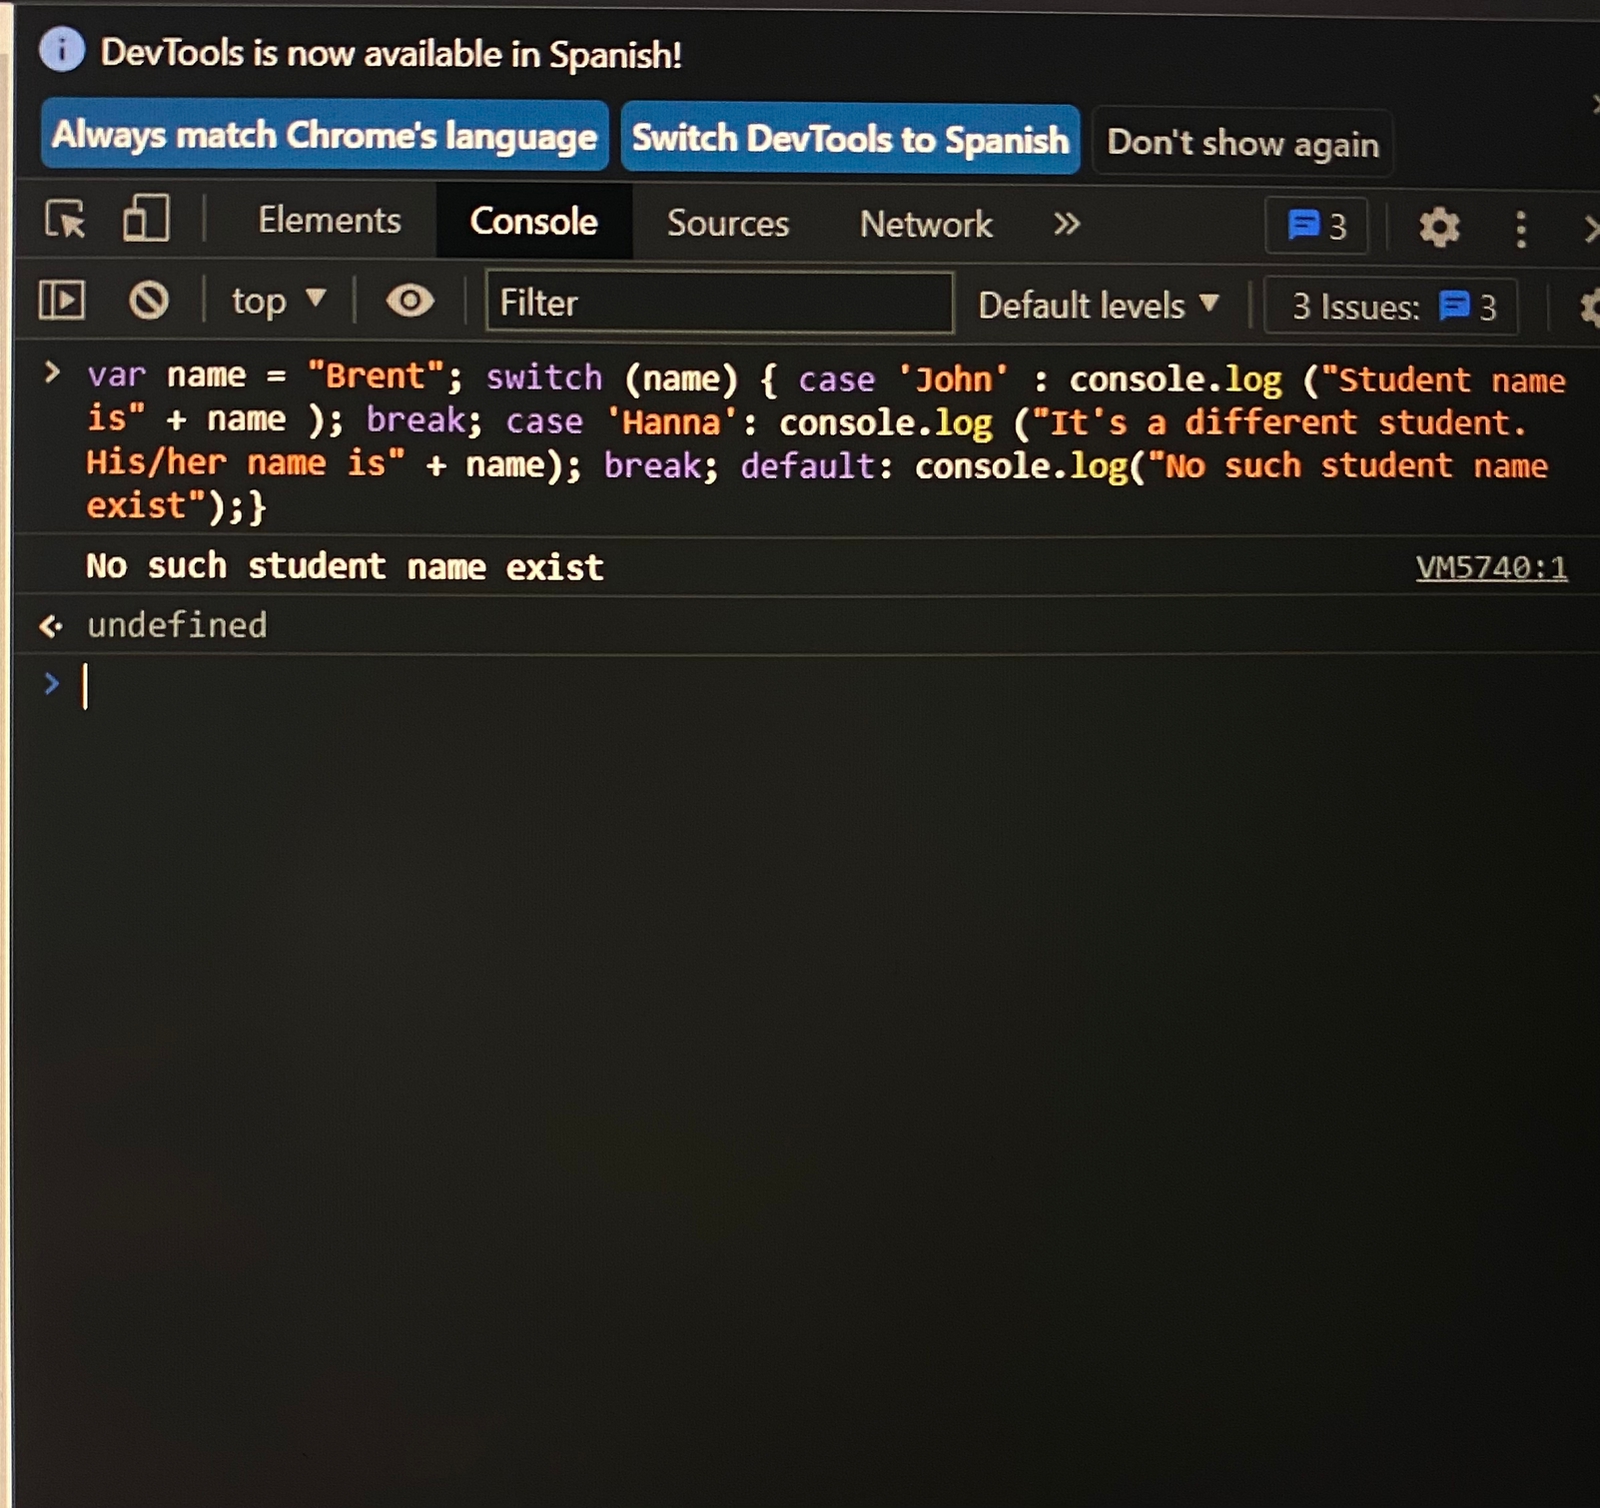 DevTools is now available in Spanish!
Always match Chrome's language Switch DevTools to Spanish Don't show again
Elements Console Sources Network 3
top Filter Default levels 3 Issues: 3
var name = "Brent"; switch (name) { case 'John' : console.log ("Student name
is" + name ); break; case 'Hanna': console.log ("It's a different student.
His/her name is" + name); break; default: console.log("No such student name
exist");}
No such student name exist VM5740:1
undefined